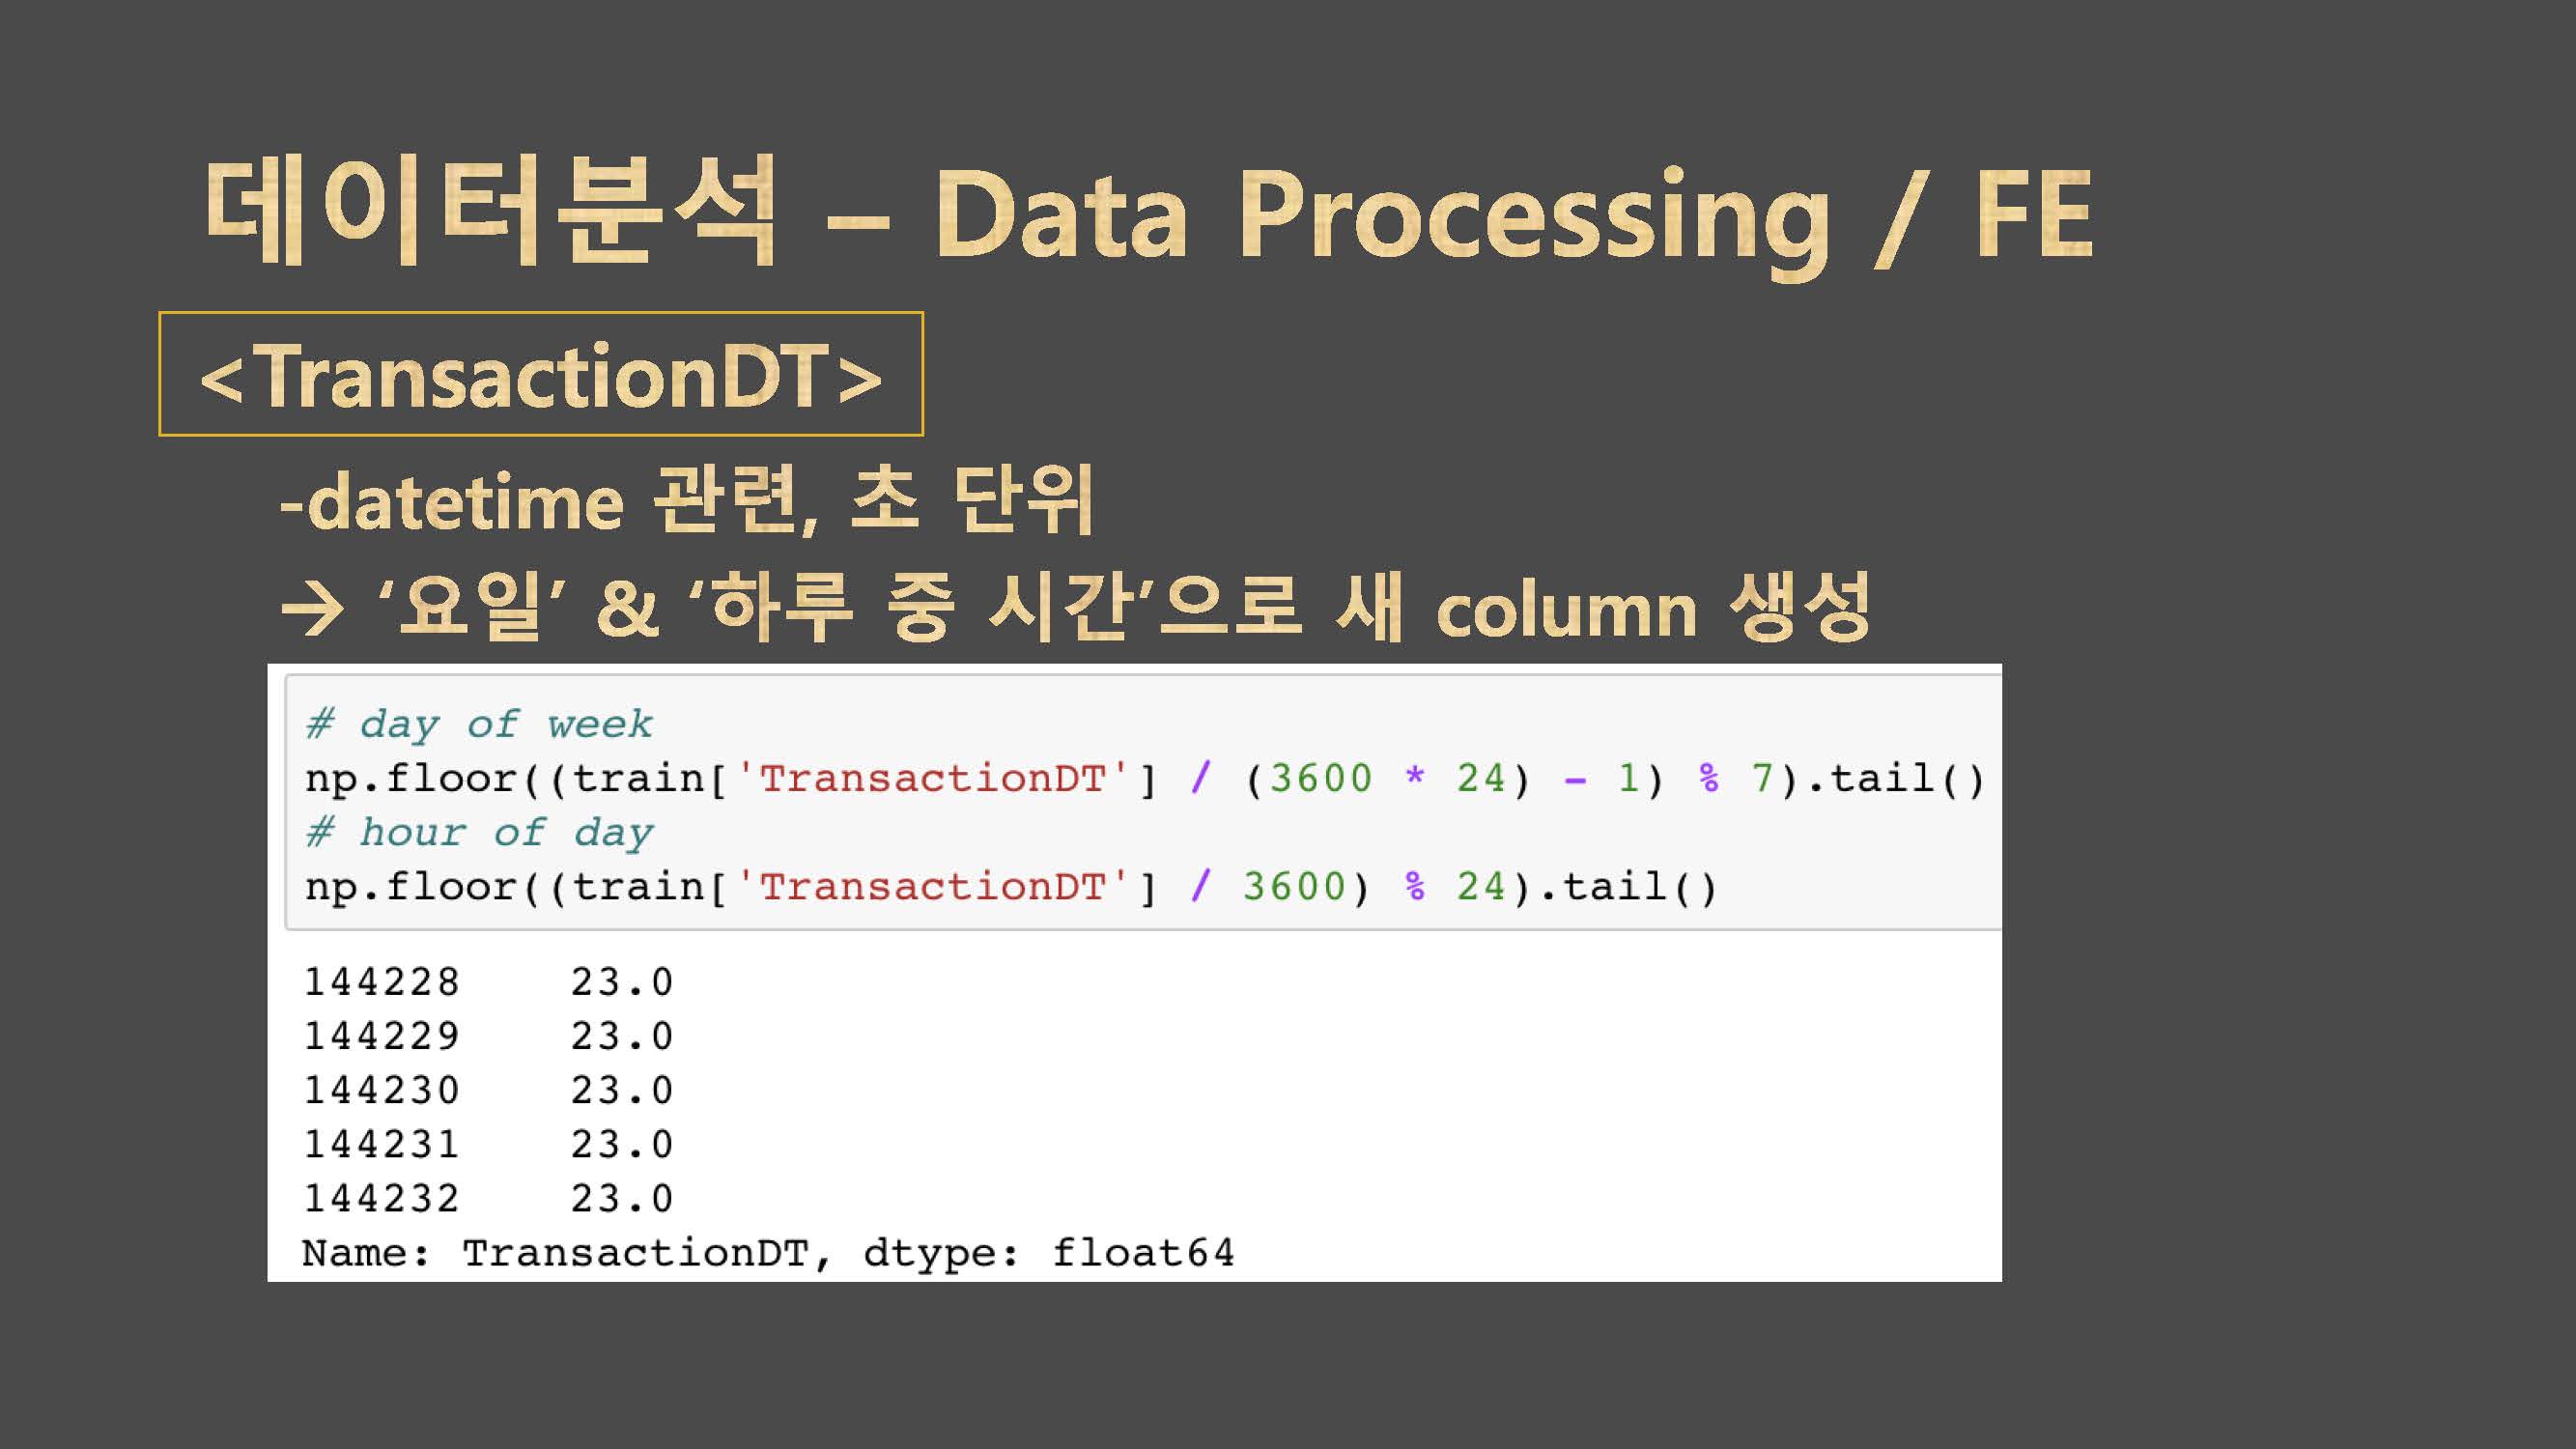 데이터분석 – Data Processing / FE
<TransactionDT>
-datetime 관련, 초 단위
→ ‘요일’ & ‘하루 중 시간’으로 새 column 생성
# day of week
np.floor((train['TransactionDT'] / (3600 * 24) - 1) % 7).tail()
# hour of day
np.floor((train['TransactionDT'] / 3600) % 24).tail()
144228    23.0
144229    23.0
144230    23.0
144231    23.0
144232    23.0
Name: TransactionDT, dtype: float64